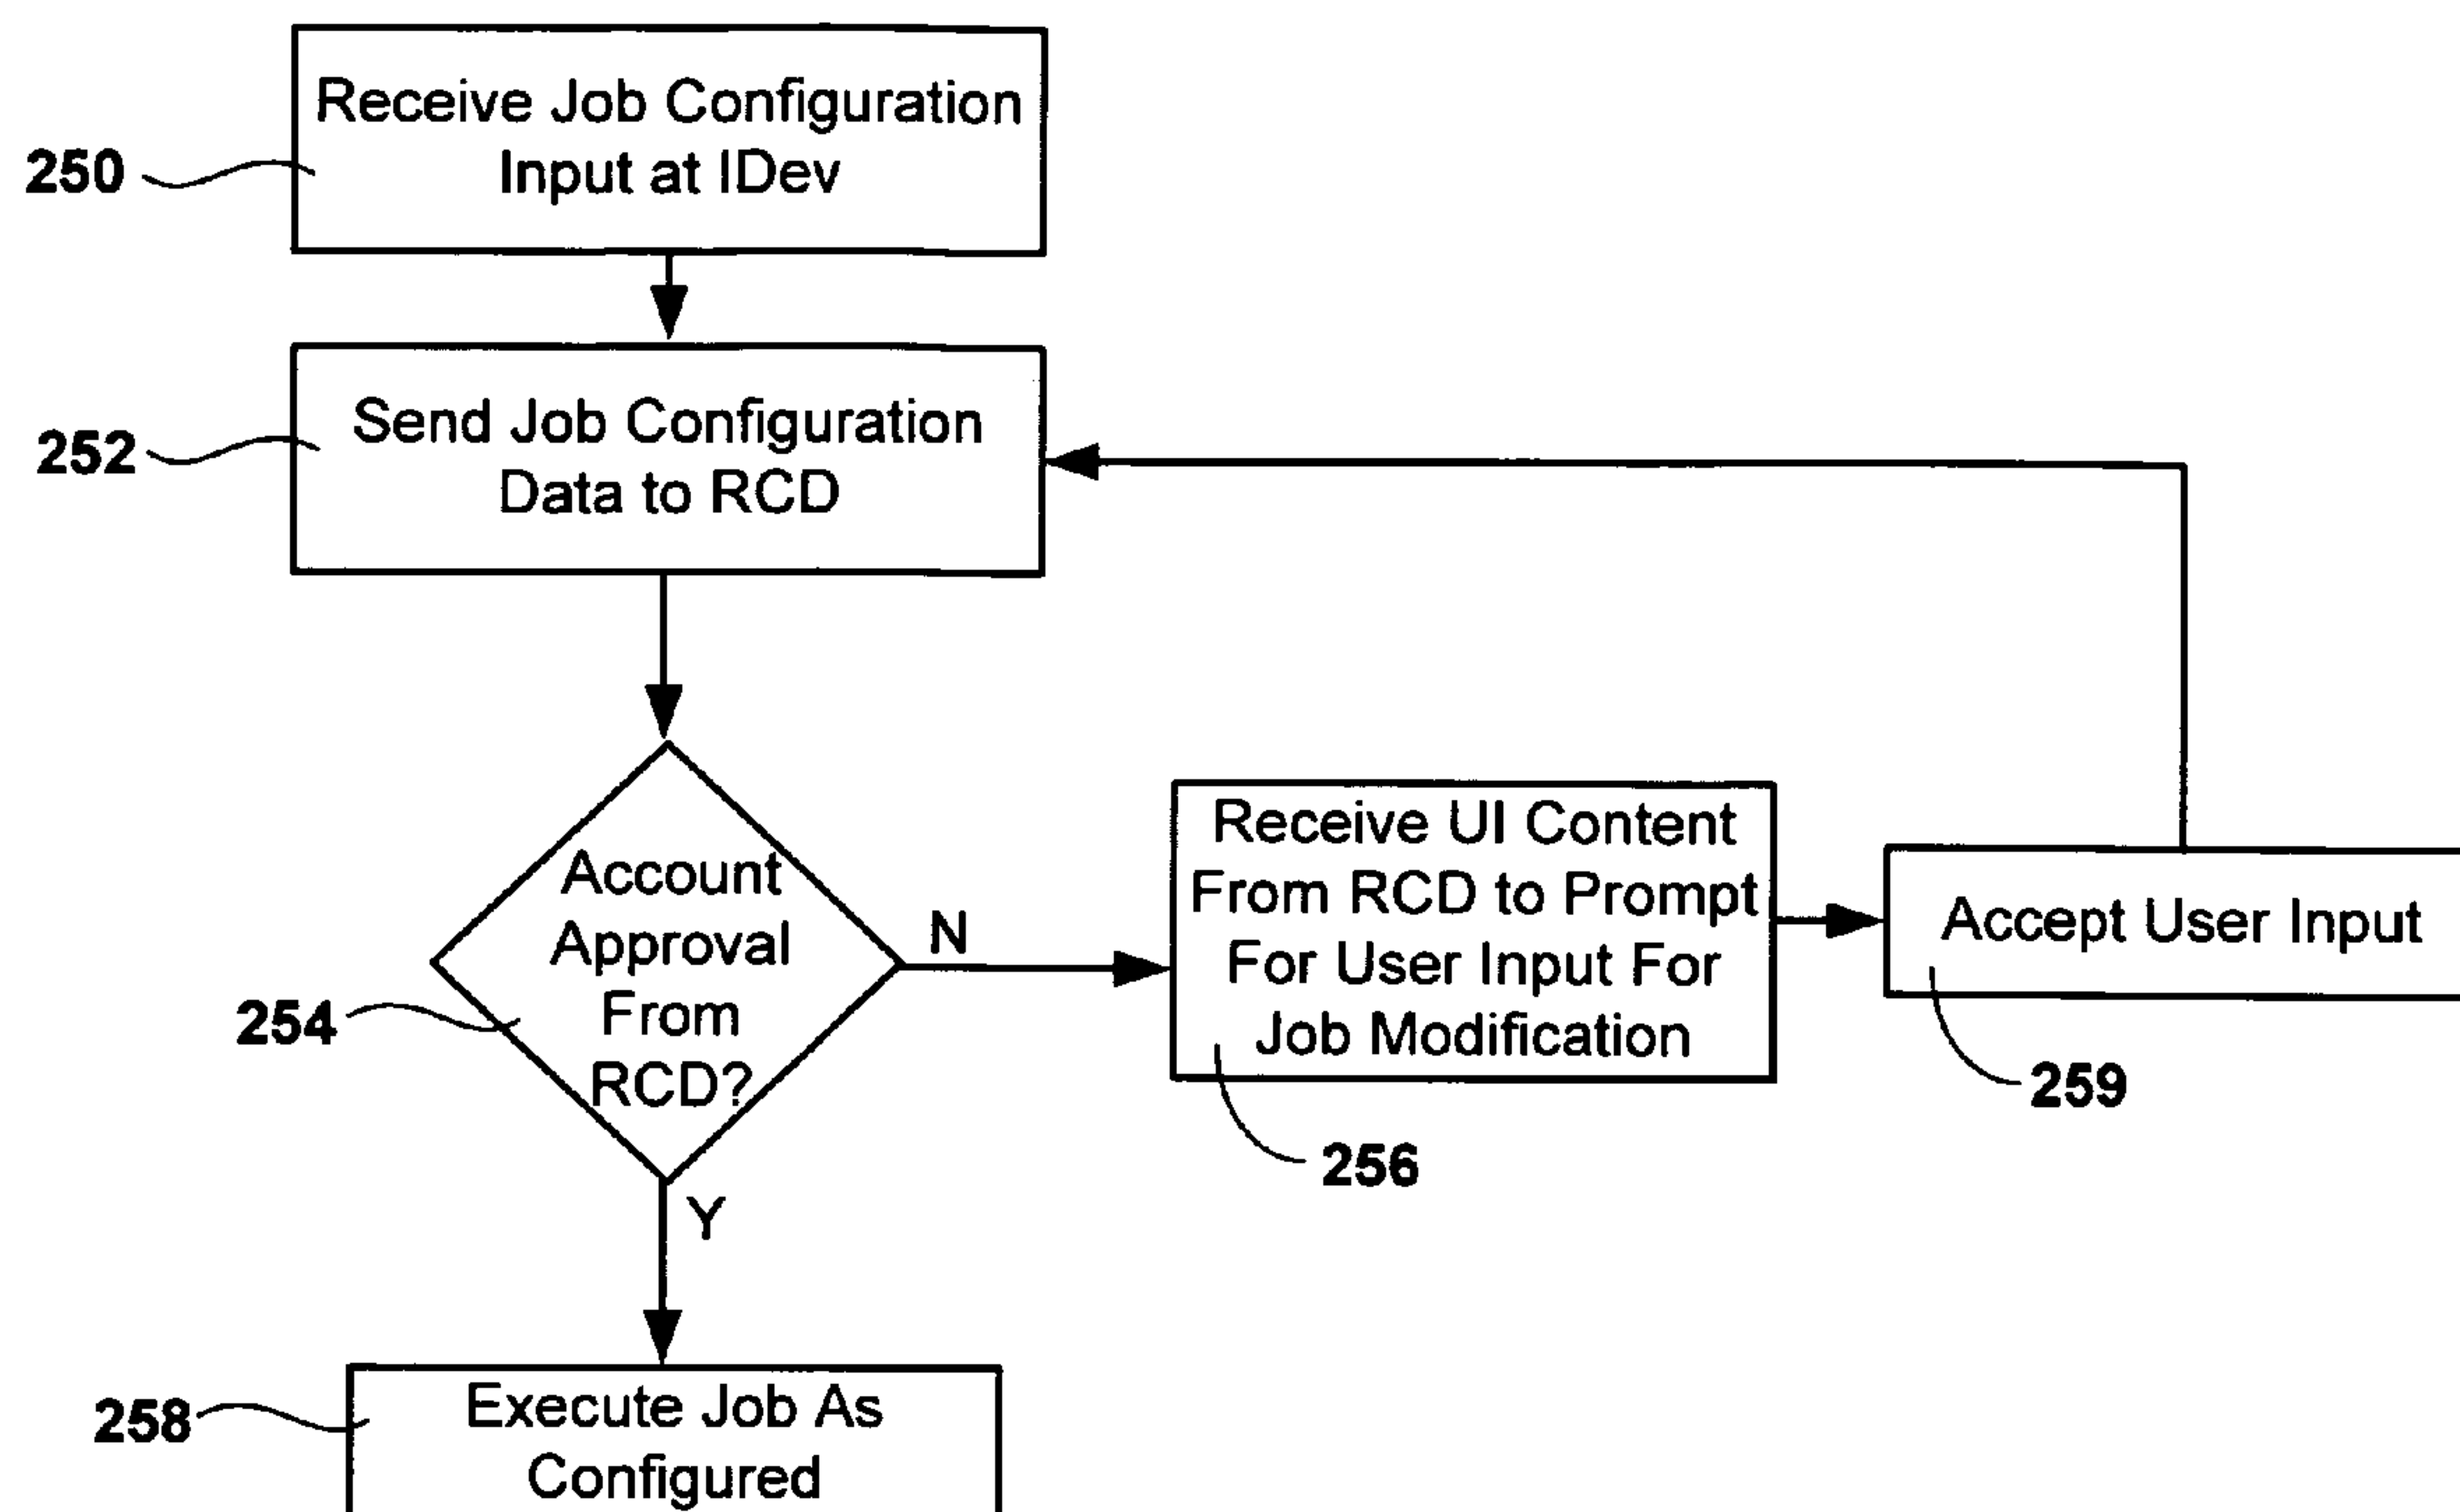 Receive Job Configuration
Input at IDev
250
Send Job Configuration
Data to RCD
252
Account
Approval
From
RCD?
254
N
Receive UI Content
From RCD to Prompt
For User Input For
Job Modification
256
Accept User Input
259
Y
Execute Job As
Configured
258